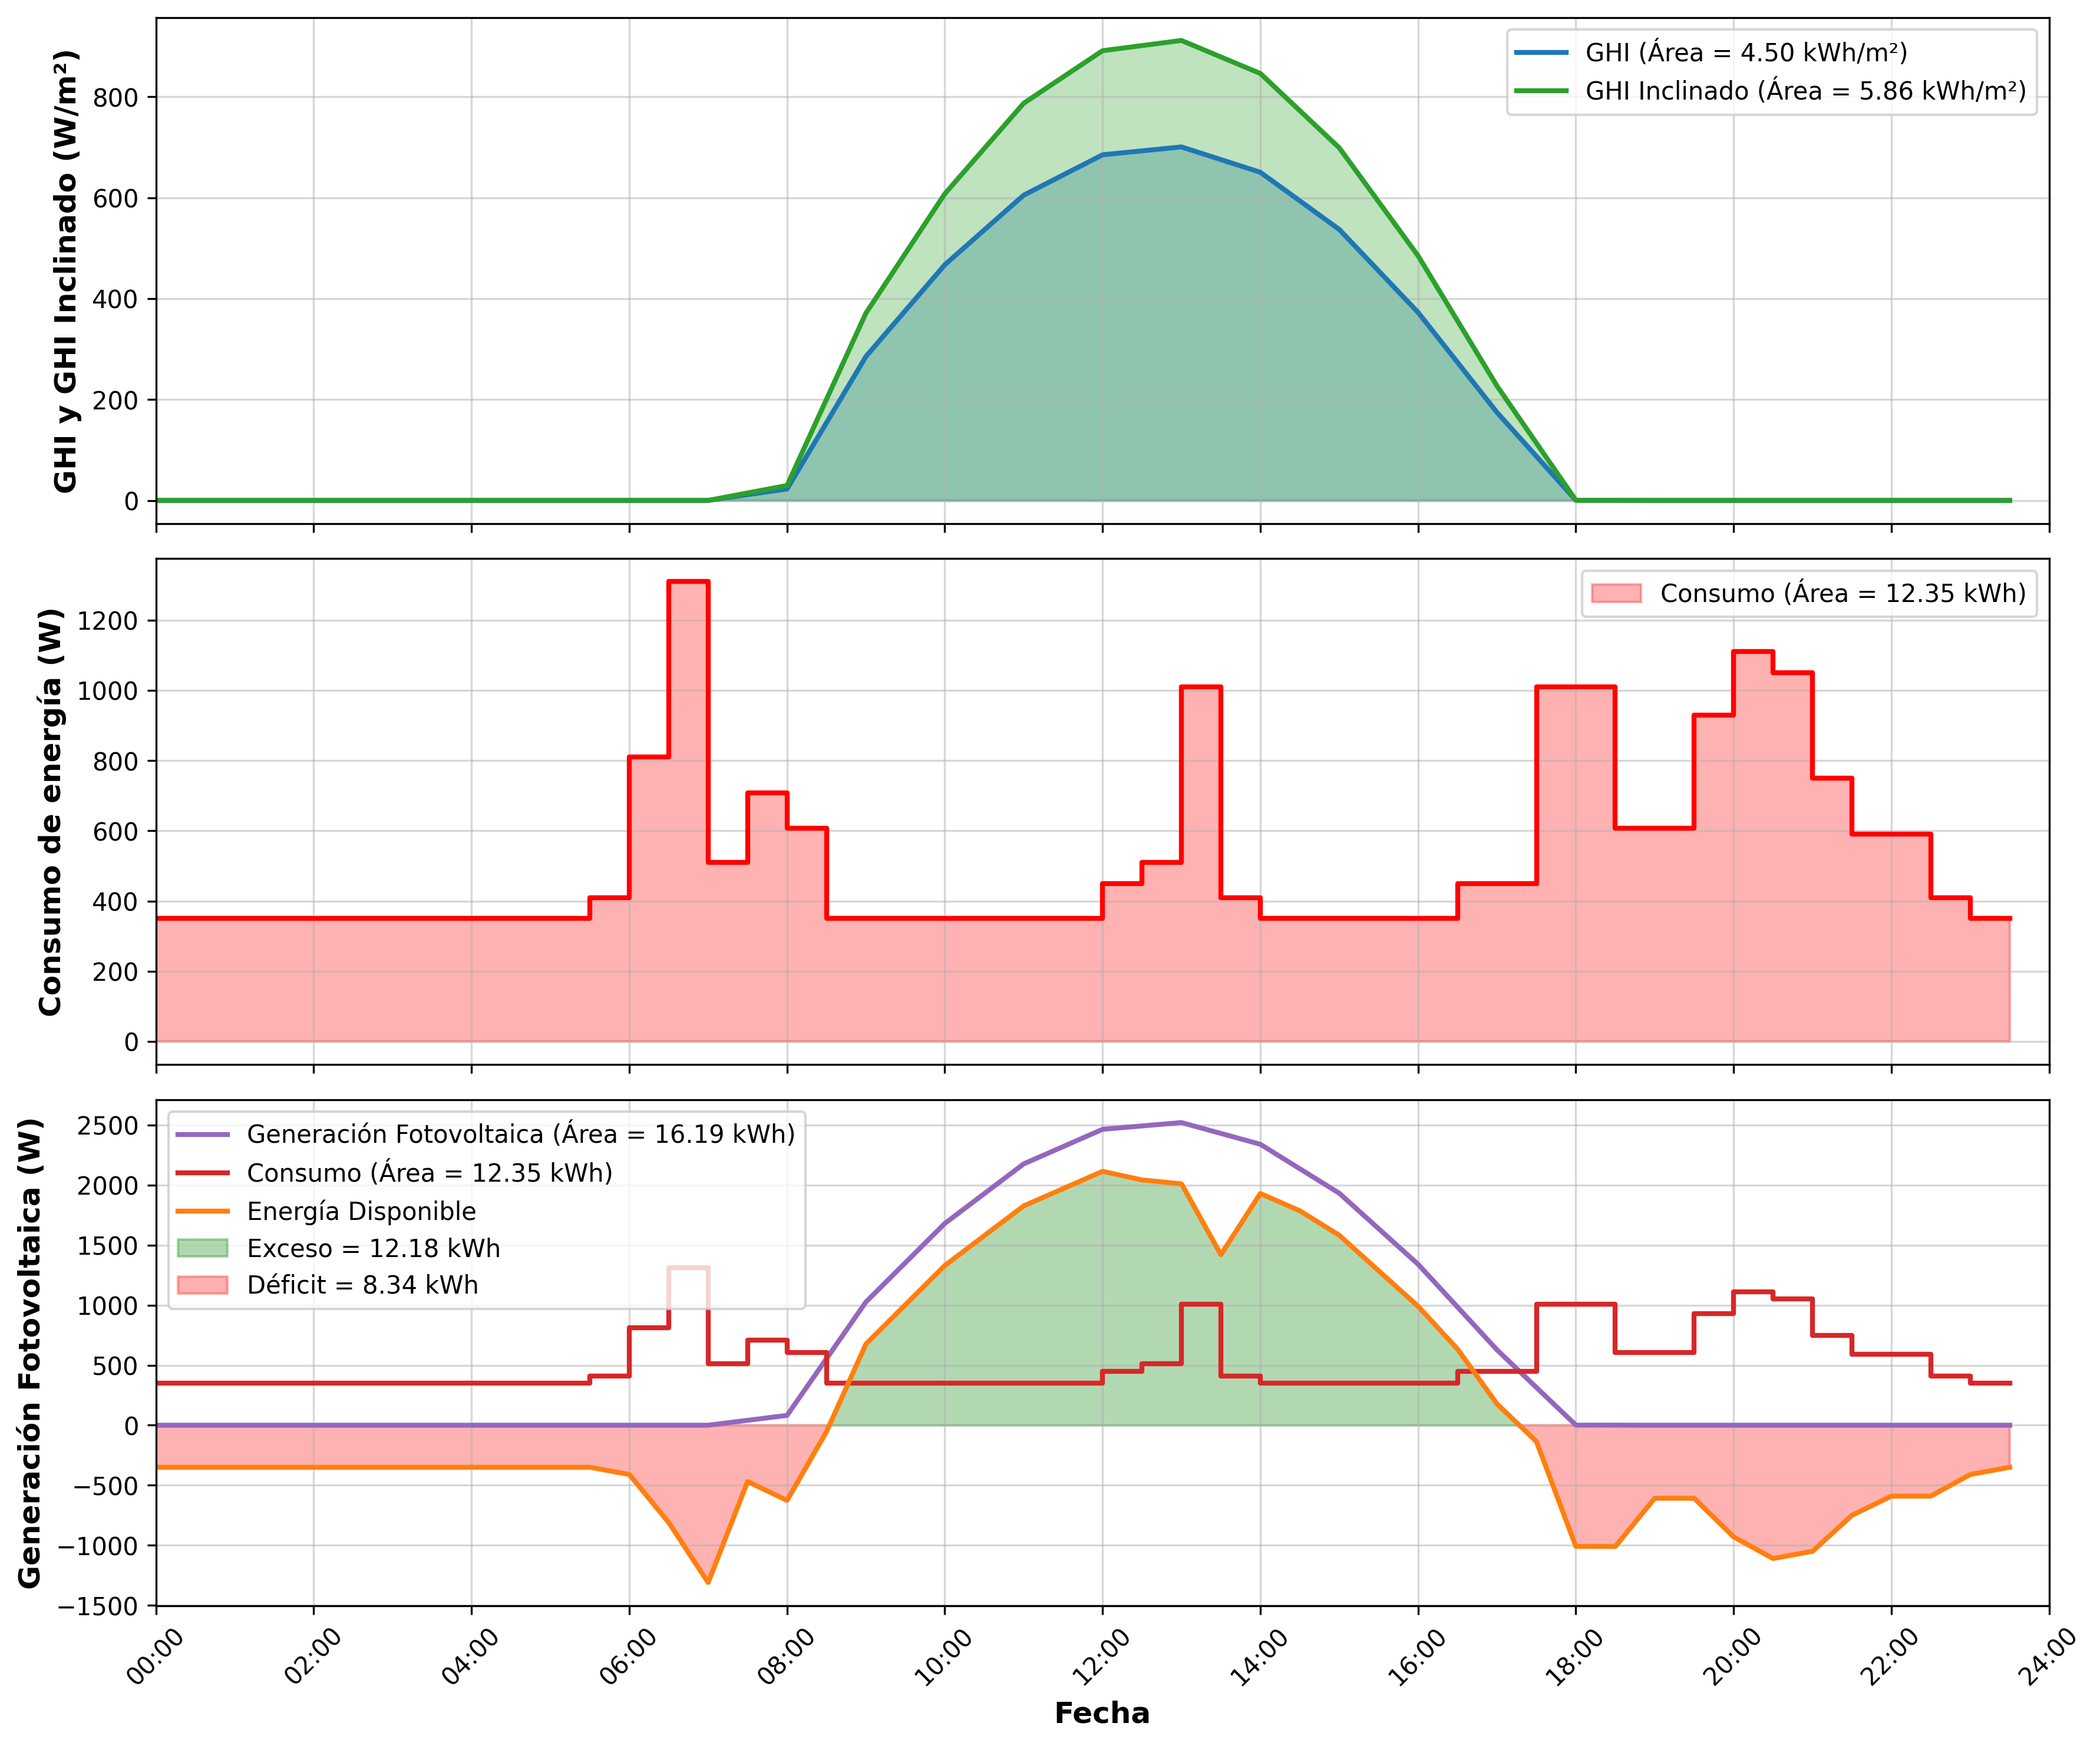 GHI y GHI Inclinado (W/m²)
800
600
400
200
0
GHI (Área = 4.50 kWh/m²)
GHI Inclinado (Área = 5.86 kWh/m²)
Consumo de energía (W)
1200
1000
800
600
400
200
0
Consumo (Área = 12.35 kWh)
Generación Fotovoltaica (W)
2500
2000
1500
1000
500
0
−500
−1000
−1500
Generación Fotovoltaica (Área = 16.19 kWh)
Consumo (Área = 12.35 kWh)
Energía Disponible
Exceso = 12.18 kWh
Déficit = 8.34 kWh
00:00 02:00 04:00 06:00 08:00 10:00 12:00 14:00 16:00 18:00 20:00 22:00 24:00
Fecha